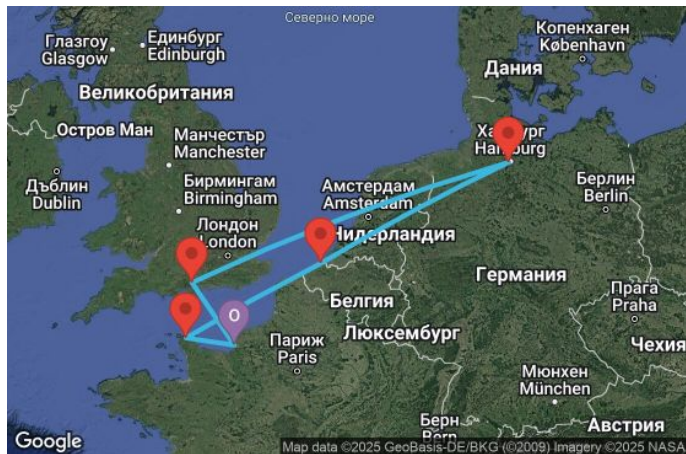 Северно море
Глазгоу
Glasgow
Единбург
Edinburgh
Копенхаген
København
Дания
Великобритания
Остров Ман
Манчестър
Manchester
Хамбург
Hamburg
Дъблин
Dublin
Бирмингам
Birmingham
Амстердам
Amsterdam
Берлин
Berlin
Лондон
London
Нидерландия
Германия
Белгия
Прага
Praha
0
Париж
Paris
Люксембург
Чехия
Мюнхен
München
Берн
Bern
Австрия
Google
Map data ©2025 GeoBasis-DE/BKG (©2009) Imagery ©2025 NASA